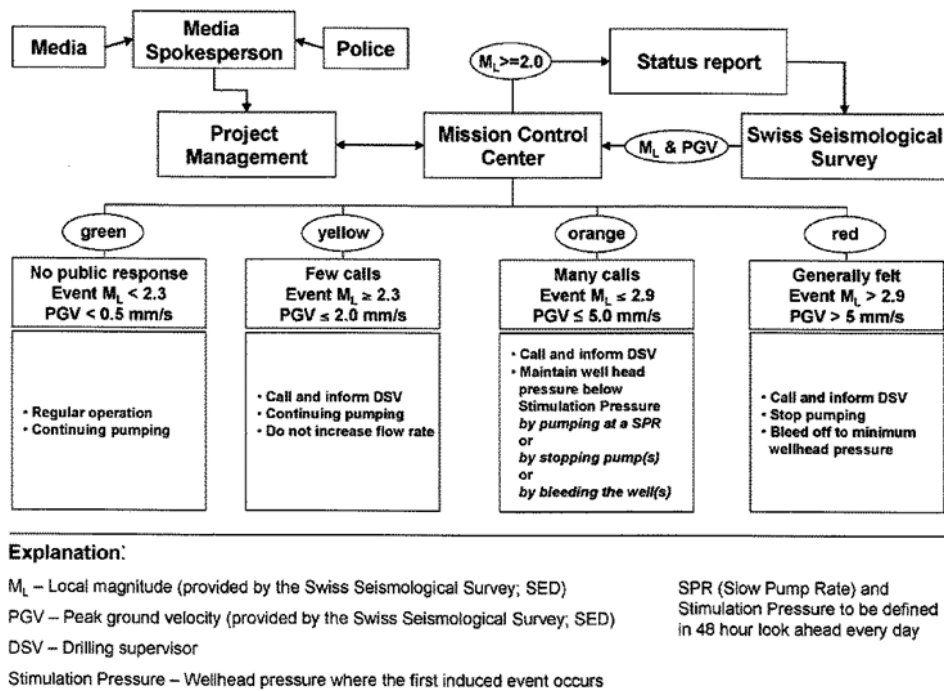 Media
Media
Spokesperson
Police
M_L>=2.0
Status report
Project
Management
Mission Control
Center
M_L & PGV
Swiss Seismological
Survey
green
yellow
orange
red
No public response
Event M_L < 2.3
PGV < 0.5 mm/s
Few calls
Event M_L ≥ 2.3
PGV ≤ 2.0 mm/s
Many calls
Event M_L ≤ 2.9
PGV ≤ 5.0 mm/s
Generally felt
Event M_L > 2.9
PGV > 5 mm/s
• Regular operation
• Continuing pumping
• Call and inform DSV
• Continuing pumping
• Do not increase flow rate
• Call and inform DSV
• Maintain well head
pressure below
Stimulation Pressure
by pumping at a SPR
or
by stopping pump(s)
or
by bleeding the well(s)
• Call and inform DSV
• Stop pumping
• Bleed off to minimum
wellhead pressure
Explanation:
M_L – Local magnitude (provided by the Swiss Seismological Survey; SED)
PGV – Peak ground velocity (provided by the Swiss Seismological Survey; SED)
DSV – Drilling supervisor
Stimulation Pressure – Wellhead pressure where the first induced event occurs
SPR (Slow Pump Rate) and
Stimulation Pressure to be defined
in 48 hour look ahead every day